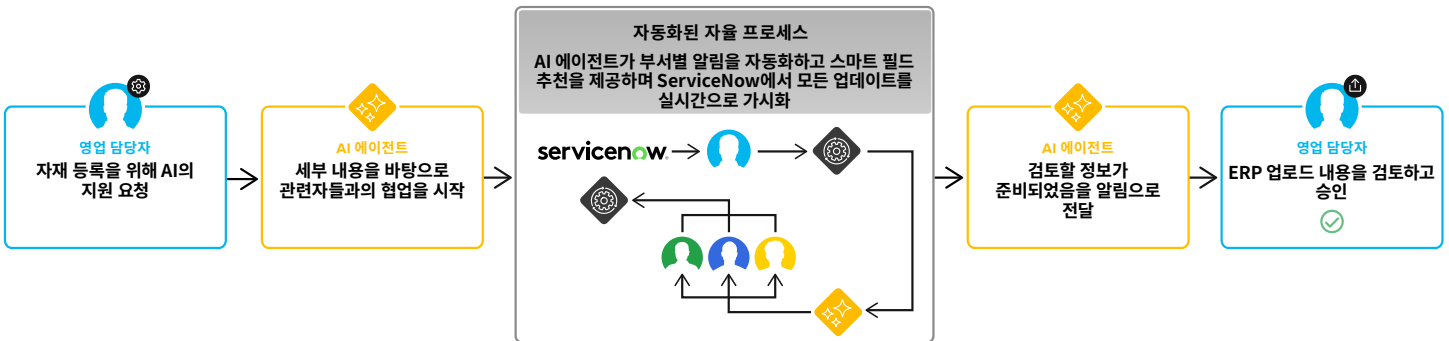 영업 담당자
자재 등록을 위해 AI의
지원 요청
AI 에이전트
세부 내용을 바탕으로
관련자들과의 협업을 시작
자동화된 자율 프로세스
AI 에이전트가 부서별 알림을 자동화하고 스마트 필드
추천을 제공하며 ServiceNow에서 모든 업데이트를
실시간으로 가시화
servicenow
AI 에이전트
검토할 정보가
준비되었음을 알림으로
전달
영업 담당자
ERP 업로드 내용을 검토하고
승인